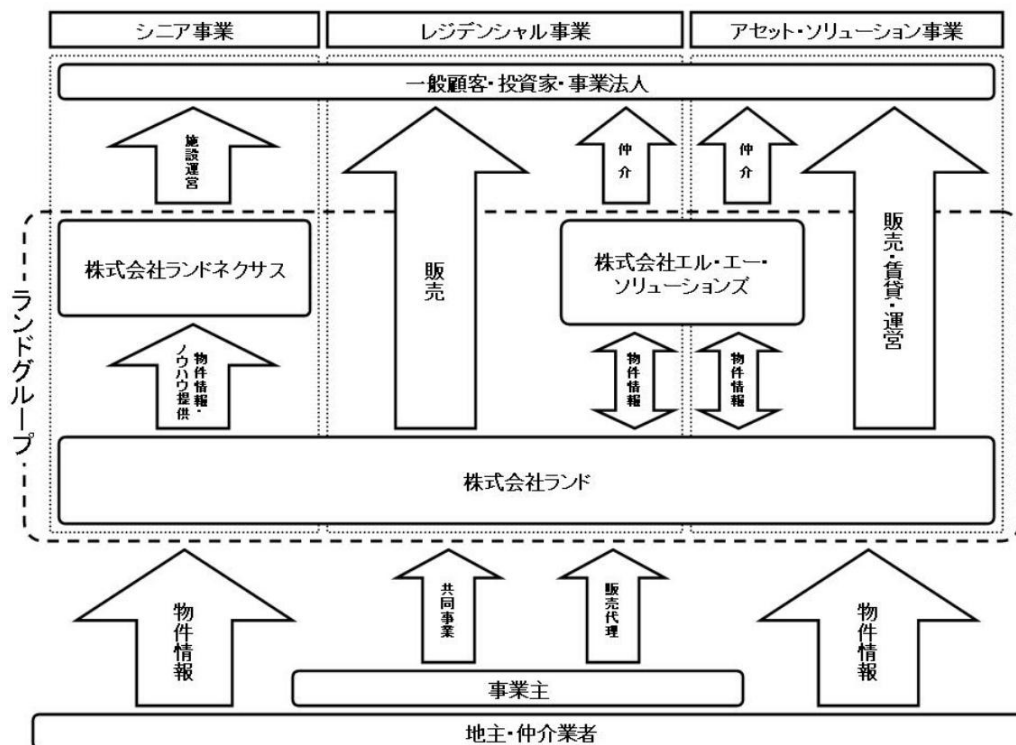 シニア事業
レジデンシャル事業
アセット・ソリューション事業
一般顧客・投資家・事業法人
施設運営
仲介
仲介
株式会社ランドネクサス
販売
株式会社エル・エー・
ソリューションズ
販売・賃貸・運営
ランドグループ
物件情報・
ノウハウ提供
物件情報
物件情報
株式会社ランド
物件情報
共同事業
販売代理
物件情報
事業主
地主・仲介業者